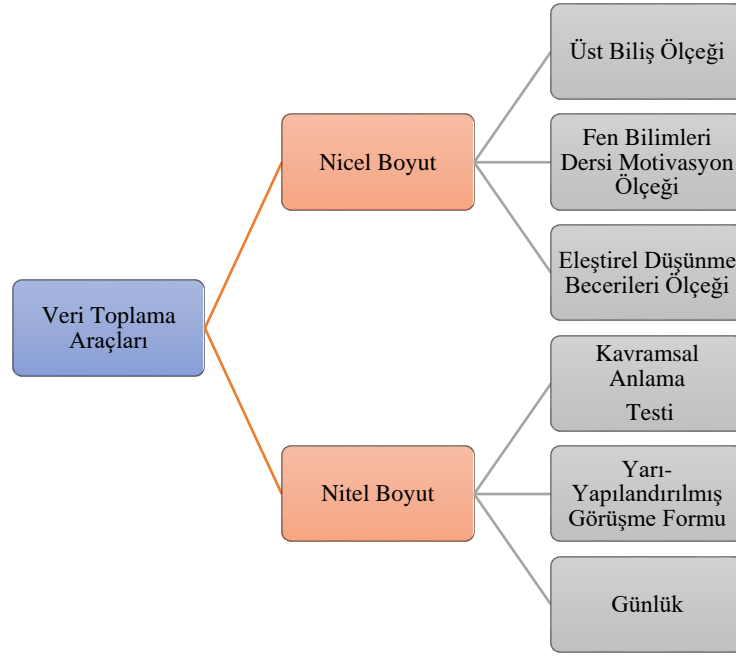 Veri Toplama
Araçları
Nicel Boyut
Üst Biliş Ölçeği
Fen Bilimleri
Dersi Motivasyon
Ölçeği
Eleştirel Düşünme
Becerileri Ölçeği
Nitel Boyut
Kavramsal
Anlama
Testi
Yarı-
Yapılandırılmış
Görüşme Formu
Günlük